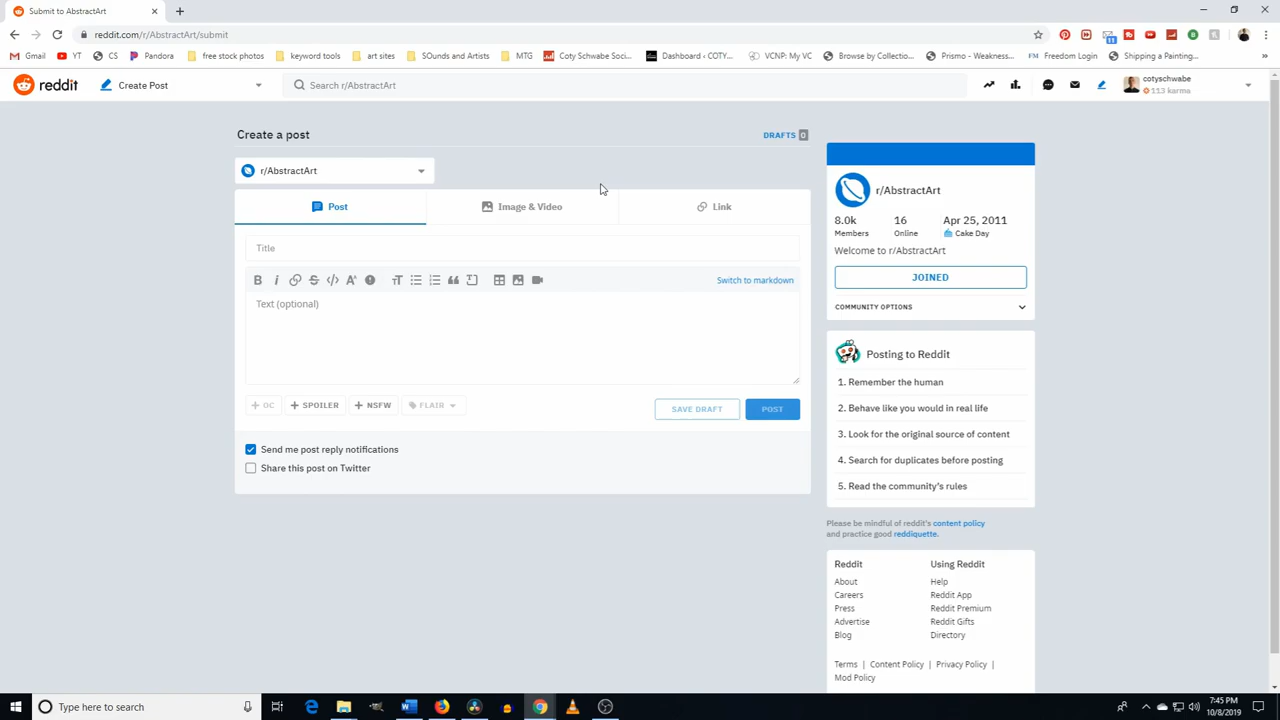 Submit to AbstractArt
reddit.com/r/AbstractArt/submit
Gmail YT CS Pandora free stock photos keyword tools art sites SOunds and Artists MTG Coty Schwabe Soci... Dashboard ‹ COTY... VCNP: My VC Browse by Collectio... Prismo - Weakness... Freedom Login Shipping a Painting...
11
reddit Create Post Search r/AbstractArt cotyschwabe
113 karma
Create a post DRAFTS 0
r/AbstractArt
Post Image & Video Link
Title
Switch to markdown
Text (optional)
OC SPOILER NSFW FLAIR SAVE DRAFT POST
Send me post reply notifications
Share this post on Twitter
r/AbstractArt
8.0k 16 Apr 25, 2011
Members Online Cake Day
Welcome to r/AbstractArt
JOINED
COMMUNITY OPTIONS
Posting to Reddit
1. Remember the human
2. Behave like you would in real life
3. Look for the original source of content
4. Search for duplicates before posting
5. Read the community's rules
Please be mindful of reddit's content policy
and practice good reddiquette.
Reddit Using Reddit
About Help
Careers Reddit App
Press Reddit Premium
Advertise Reddit Gifts
Blog Directory
Terms | Content Policy | Privacy Policy |
Mod Policy
Type here to search
7:45 PM
10/8/2019